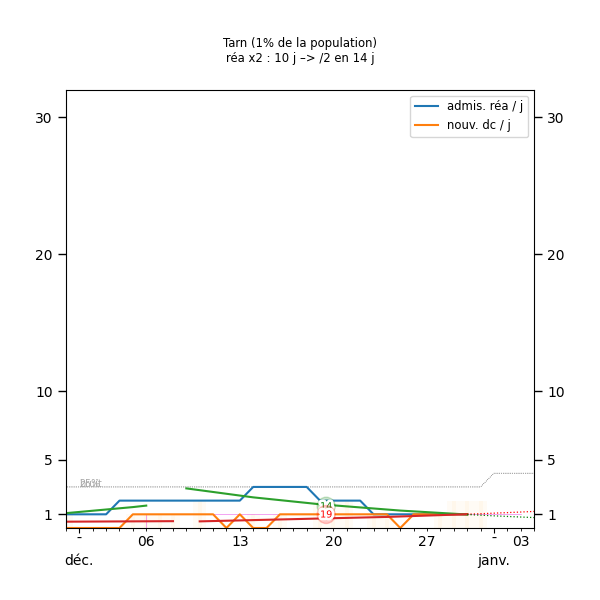 Tarn (1% de la population)
réa x2 : 10 j –> /2 en 14 j
admis. réa / j
nouv. dc / j
30 30
20 20
10 10
5 5
1 1
14
19
- 06 13 20 27 - 03
déc. janv.